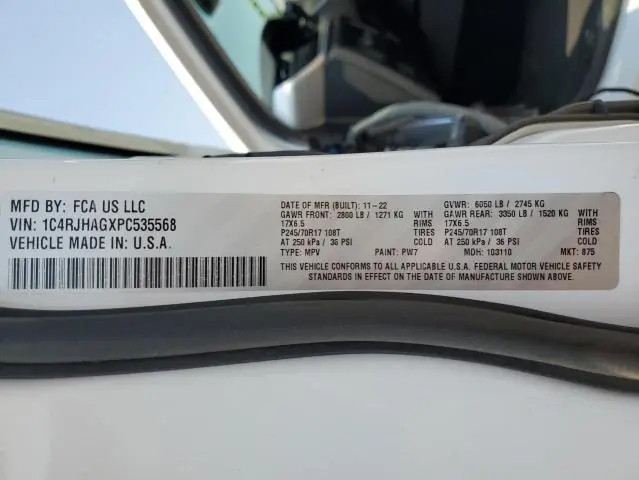 MFD BY: FCA US LLC
VIN: 1C4RJHAGXPC535568
VEHICLE MADE IN U.S.A.
DATE OF MFR (BUILT): 11-22 GVWR: 6050 LB / 2745 KG
GAWR FRONT: 2800 LB / 1271 KG GAWR REAR: 3350 LB / 1520 KG
17X6.5 RIMS 17X6.5 RIMS
P245/70R17 108T TIRES P245/70R17 108T TIRES
AT 250 kPa / 36 PSI AT 250 kPa / 36 PSI
TYPE: MPV PAINT: PW7 MDH: 103110 MKT: 875
THIS VEHICLE CONFORMS TO ALL APPLICABLE U.S.A. FEDERAL MOTOR VEHICLE SAFETY
STANDARDS IN EFFECT ON THE DATE OF MANUFACTURE SHOWN ABOVE.